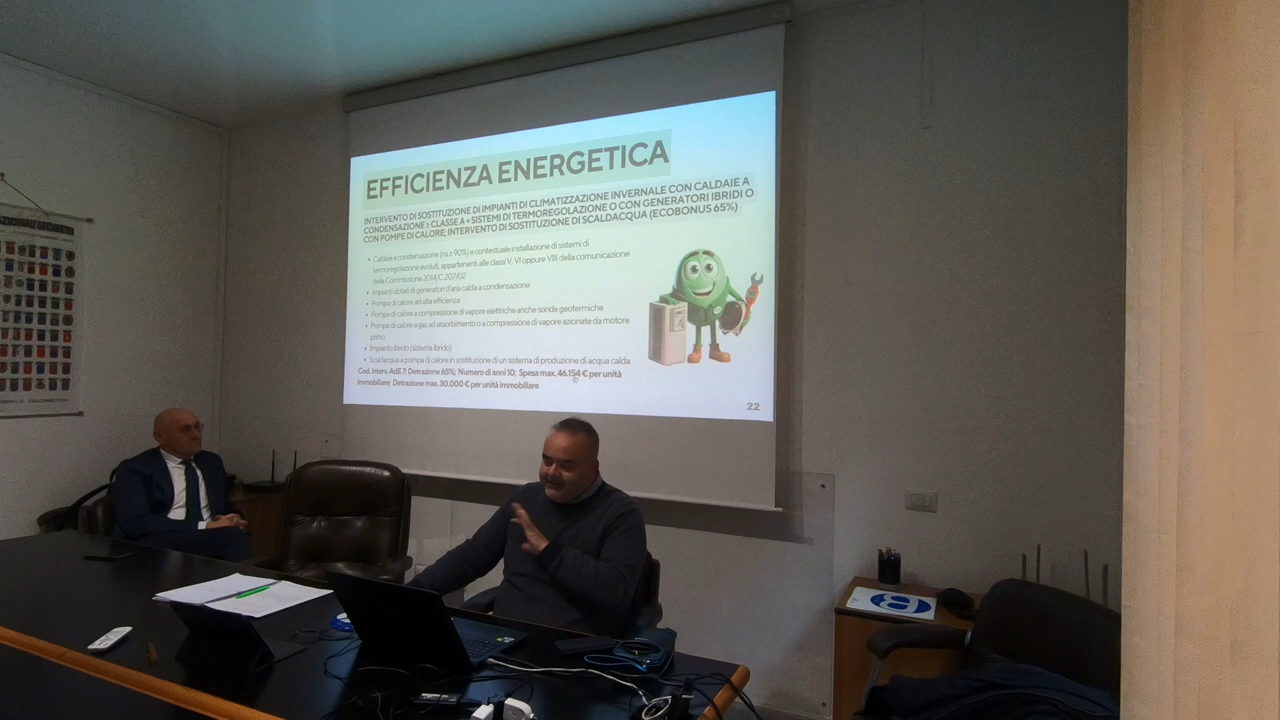 EFFICIENZA ENERGETICA
INTERVENTO DI SOSTITUZIONE DI IMPIANTI DI CLIMATIZZAZIONE INVERNALE CON CALDAIE A
CONDENSAZIONE ≥ CLASSE A + SISTEMI DI TERMOREGOLAZIONE O CON GENERATORI IBRIDI O
CON POMPE DI CALORE; INTERVENTO DI SOSTITUZIONE DI SCALDACQUA (ECOBONUS 65%)
• Caldaie a condensazione (ns ≥ 90%) e contestuale installazione di sistemi di
termoregolazione evoluti, appartenenti alle classi V, VI oppure VIII della comunicazione
della Commissione 2014/C 207/02
• Impianti dotati di generatori d'aria calda a condensazione
• Pompa di calore ad alta efficienza
• Pompa di calore a compressione di vapore elettriche anche sonde geotermiche
• Pompa di calore a gas ad assorbimento o a compressione di vapore azionate da motore
primo
• Impianto ibrido (sistema ibrido)
• Scaldacqua a pompa di calore in sostituzione di un sistema di produzione di acqua calda
Cod. Interv. AdE 7; Detrazione 65%; Numero di anni 10; Spesa max. 46.154 € per unità
immobiliare; Detrazione max. 30.000 € per unità immobiliare
22